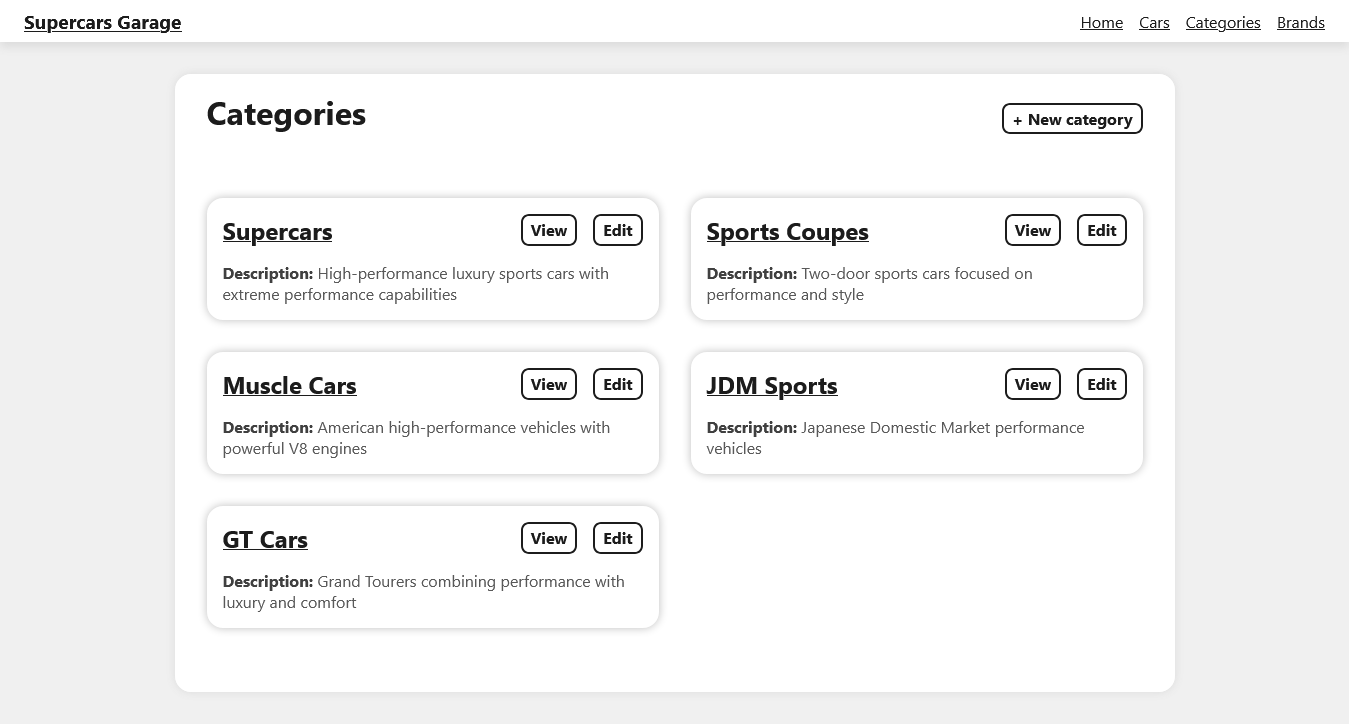 Supercars Garage
Home Cars Categories Brands
Categories
+ New category
Supercars
View Edit
Description: High-performance luxury sports cars with
extreme performance capabilities
Sports Coupes
View Edit
Description: Two-door sports cars focused on
performance and style
Muscle Cars
View Edit
Description: American high-performance vehicles with
powerful V8 engines
JDM Sports
View Edit
Description: Japanese Domestic Market performance
vehicles
GT Cars
View Edit
Description: Grand Tourers combining performance with
luxury and comfort